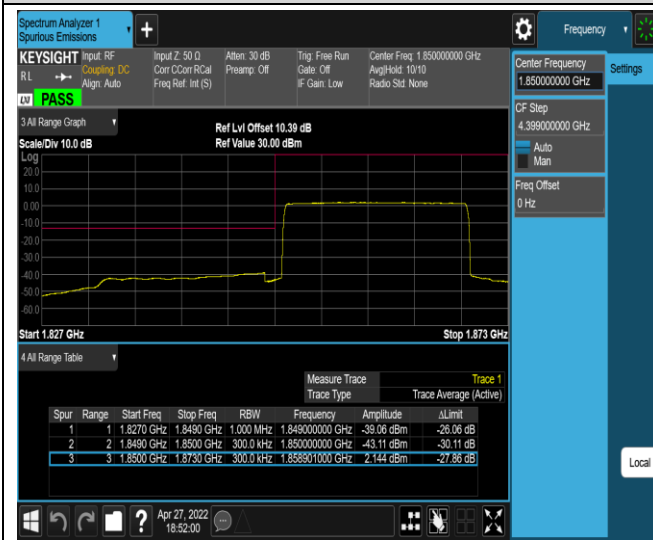 Spectrum Analyzer 1
Spurious Emissions
Frequency
KEYSIGHT Input: RF Input Z: 50 Ω Atten: 30 dB Trig: Free Run Center Freq: 1.850000000 GHz
Coupling: DC Corr CCorr RCal Preamp: Off Gate: Off Avg|Hold: 10/10
RL Align: Auto Freq Ref: Int (S) IF Gain: Low Radio Std: None
LXI PASS
Center Frequency
1.850000000 GHz
Settings
CF Step
4.399000000 GHz
Auto
Man
Freq Offset
0 Hz
3 All Range Graph
Ref Lvl Offset 10.39 dB
Scale/Div 10.0 dB Ref Value 30.00 dBm
Log
20.0
10.0
0.00
-10.0
-20.0
-30.0
-40.0
-50.0
-60.0
Start 1.827 GHz Stop 1.873 GHz
4 All Range Table
Measure Trace Trace 1
Trace Type Trace Average (Active)
Spur Range Start Freq Stop Freq RBW Frequency Amplitude ΔLimit
1 1 1.8270 GHz 1.8490 GHz 1.000 MHz 1.849000000 GHz -39.06 dBm -26.06 dB
2 2 1.8490 GHz 1.8500 GHz 300.0 kHz 1.850000000 GHz -43.11 dBm -30.11 dB
3 3 1.8500 GHz 1.8730 GHz 300.0 kHz 1.858901000 GHz 2.144 dBm -27.86 dB
Local
Apr 27, 2022
18:52:00